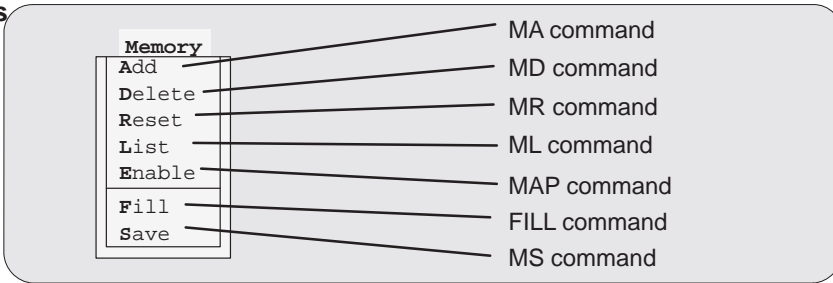 s
Memory
Add
Delete
Reset
List
Enable
Fill
Save
MA command
MD command
MR command
ML command
MAP command
FILL command
MS command